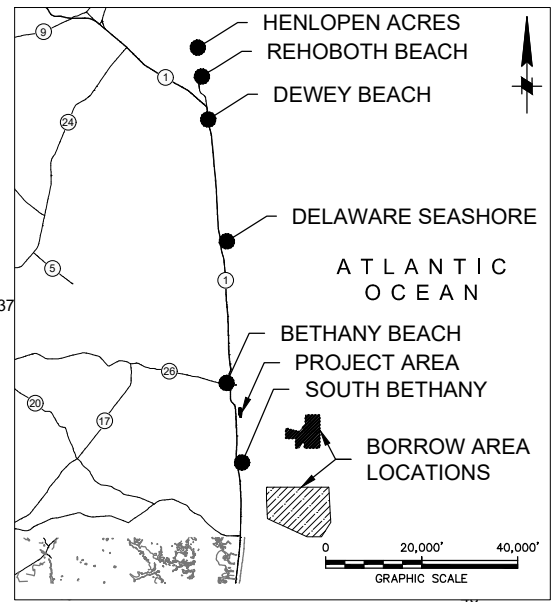 HENLOPEN ACRES
9
REHOBOTH BEACH
1
DEWEY BEACH
24
DELAWARE SEASHORE
5
1
ATLANTIC
OCEAN
37
BETHANY BEACH
PROJECT AREA
26
SOUTH BETHANY
20
17
BORROW AREA
LOCATIONS
0 20,000' 40,000'
GRAPHIC SCALE